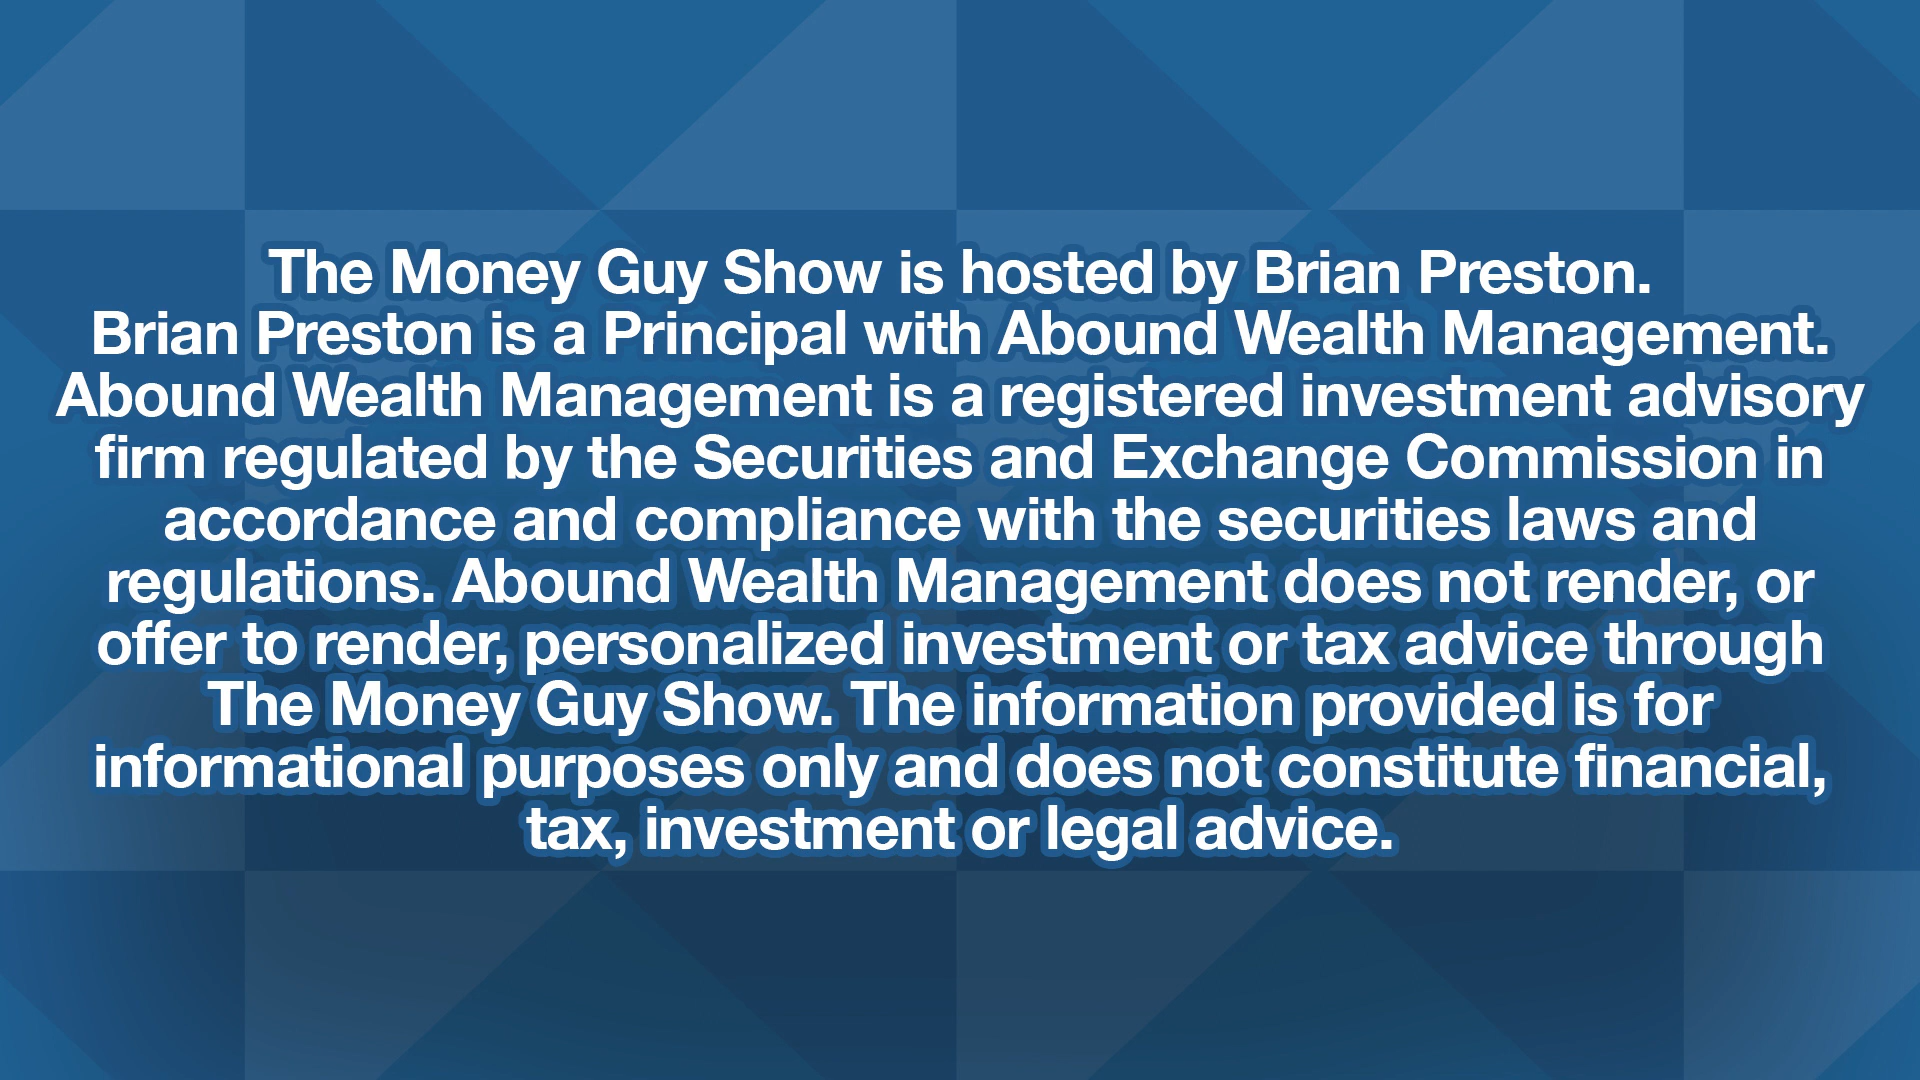 The Money Guy Show is hosted by Brian Preston.
Brian Preston is a Principal with Abound Wealth Management.
Abound Wealth Management is a registered investment advisory
firm regulated by the Securities and Exchange Commission in
accordance and compliance with the securities laws and
regulations. Abound Wealth Management does not render, or
offer to render, personalized investment or tax advice through
The Money Guy Show. The information provided is for
informational purposes only and does not constitute financial,
tax, investment or legal advice.